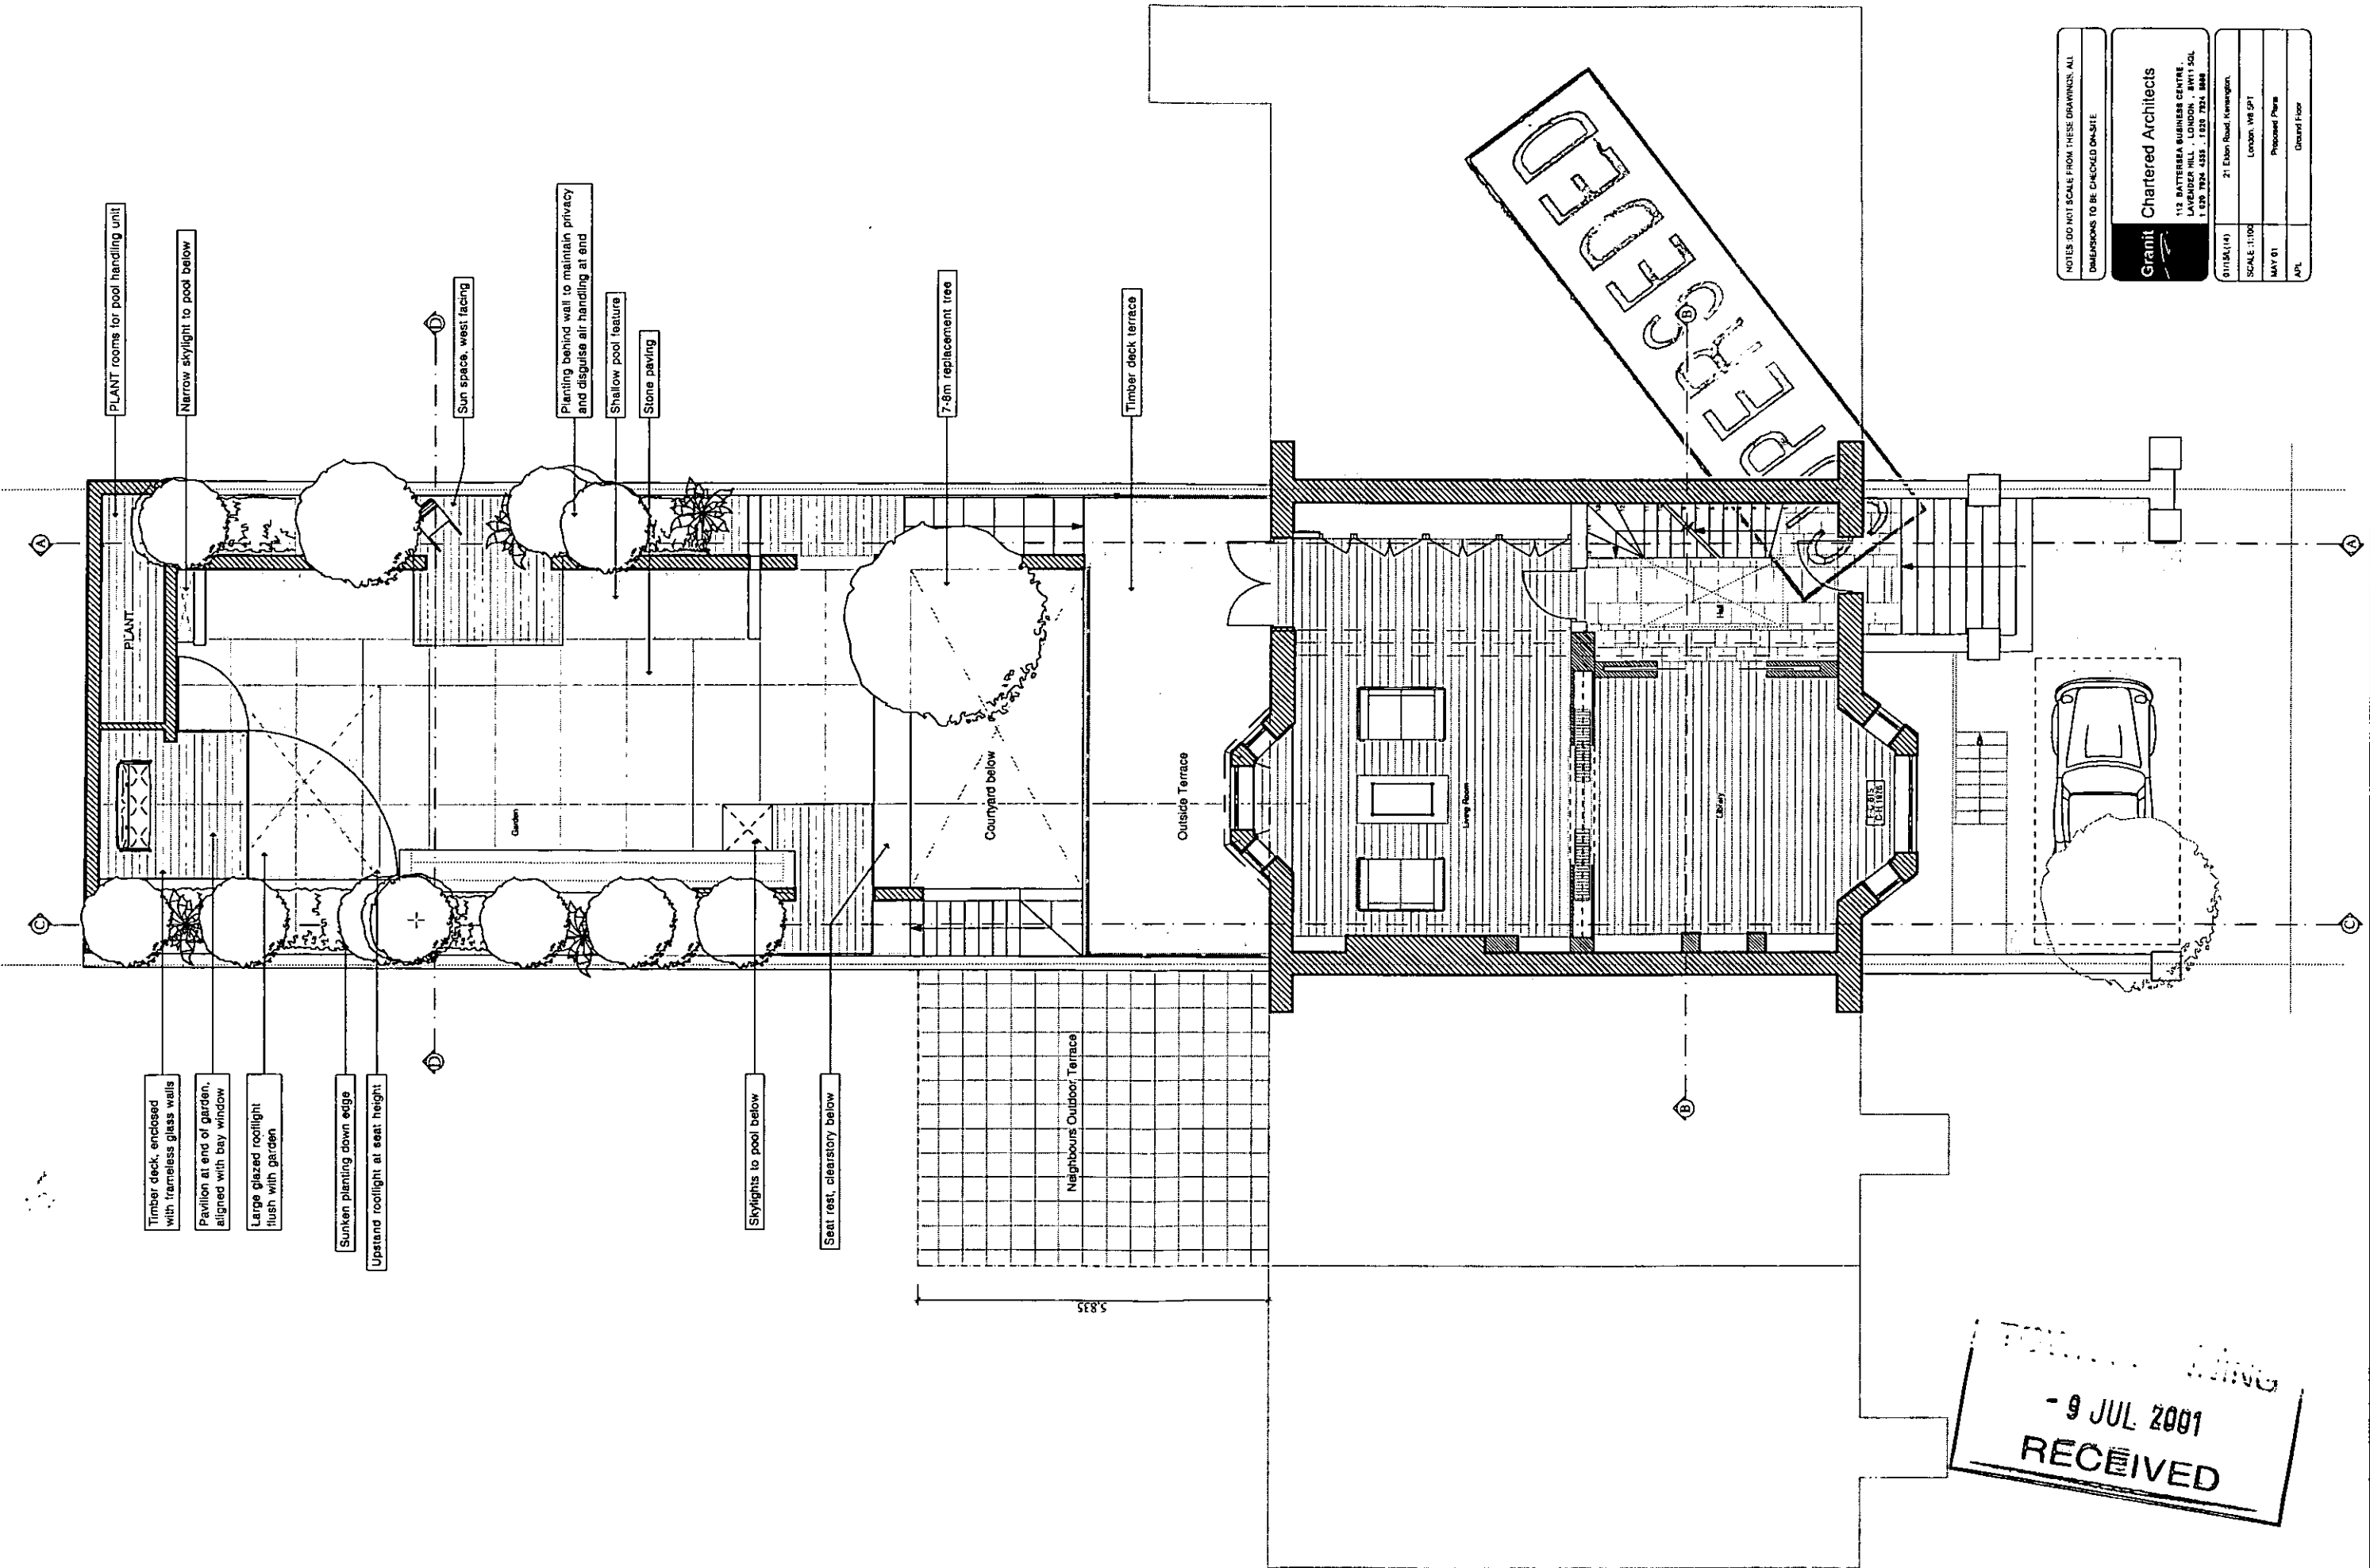 NOTES :DO NOT SCALE FROM THESE DRAWINGS, ALL
DIMENSIONS TO BE CHECKED ON-SITE
Granit
Chartered Architects
112 BATTERSEA BUSINESS CENTRE,
LAVENDER HILL , LONDON , SW11 5QL
21 Eldon Road, Kensington,
SCALE :1:100
London, W8 5PT
MAY 01
Proposed Plans
APL
Ground Floor
PLANT rooms for pool handling unit
Narrow skylight to pool below
Sun space, west facing
Planting behind wall to maintain privacy
and disguise air handling at end
Shallow pool feature
Stone paving
7-8m replacement tree
Timber deck terrace
A
D
B
A
PLANT
Garden
Courtyard below
Outside Terrace
Living Room
Hall
Library
C
D
B
C
Timber deck, enclosed
with frameless glass walls
Pavilion at end of garden,
aligned with bay window
Large glazed rooflight
flush with garden
Sunken planting down edge
Upstand rooflight at seat height
Skylights to pool below
Seat rest, clearstory below
Neighbours Outdoor Terrace
5.835
- 9 JUL 2001
RECEIVED